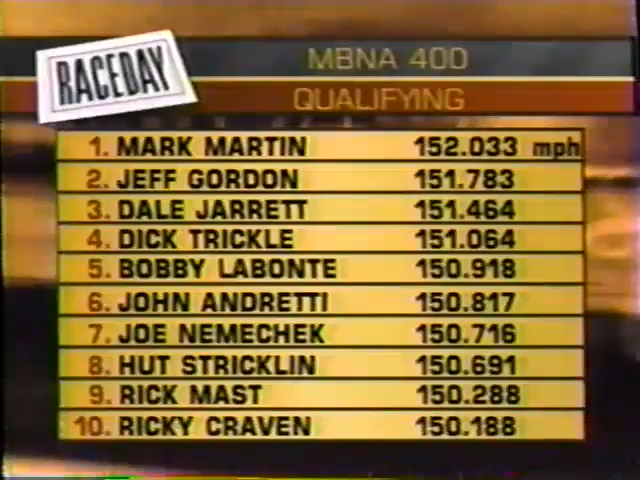 RACEDAY
MBNA 400
QUALIFYING
1. MARK MARTIN 152.033 mph
2. JEFF GORDON 151.783
3. DALE JARRETT 151.464
4. DICK TRICKLE 151.064
5. BOBBY LABONTE 150.918
6. JOHN ANDRETTI 150.817
7. JOE NEMECHEK 150.716
8. HUT STRICKLIN 150.691
9. RICK MAST 150.288
10. RICKY CRAVEN 150.188